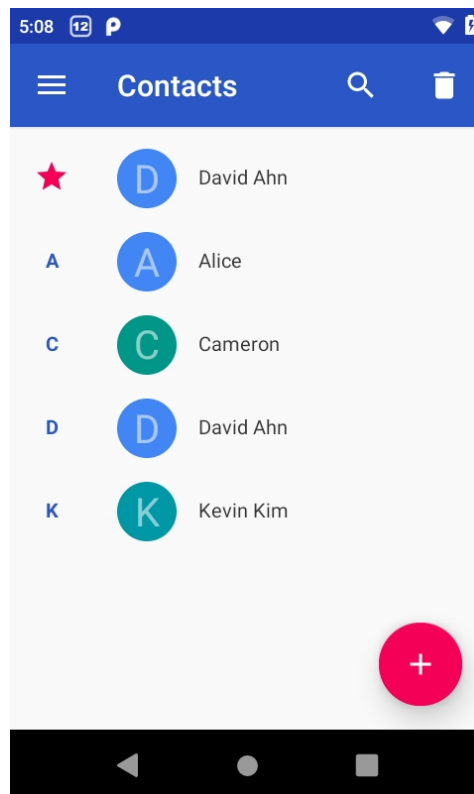 5:08 12
Contacts
D David Ahn
A A Alice
C C Cameron
D D David Ahn
K K Kevin Kim
+